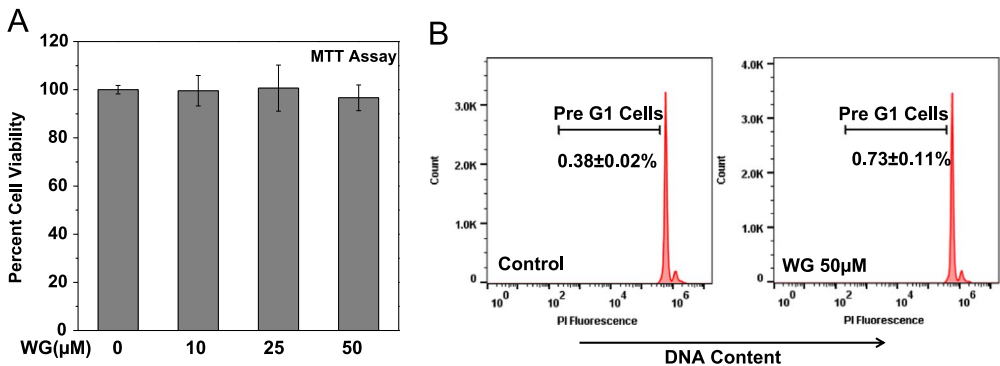 A
120
100
80
60
40
20
0
Percent Cell Viability
MTT Assay
WG(µM) 0 10 25 50
B
3.0K
2.0K
1.0K
0
Count
Pre G1 Cells
0.38±0.02%
Control
10^0 10^2 10^4 10^6
PI Fluorescence
4.0K
3.0K
2.0K
1.0K
0
Count
Pre G1 Cells
0.73±0.11%
WG 50µM
10^0 10^2 10^4 10^6
PI Fluorescence
DNA Content